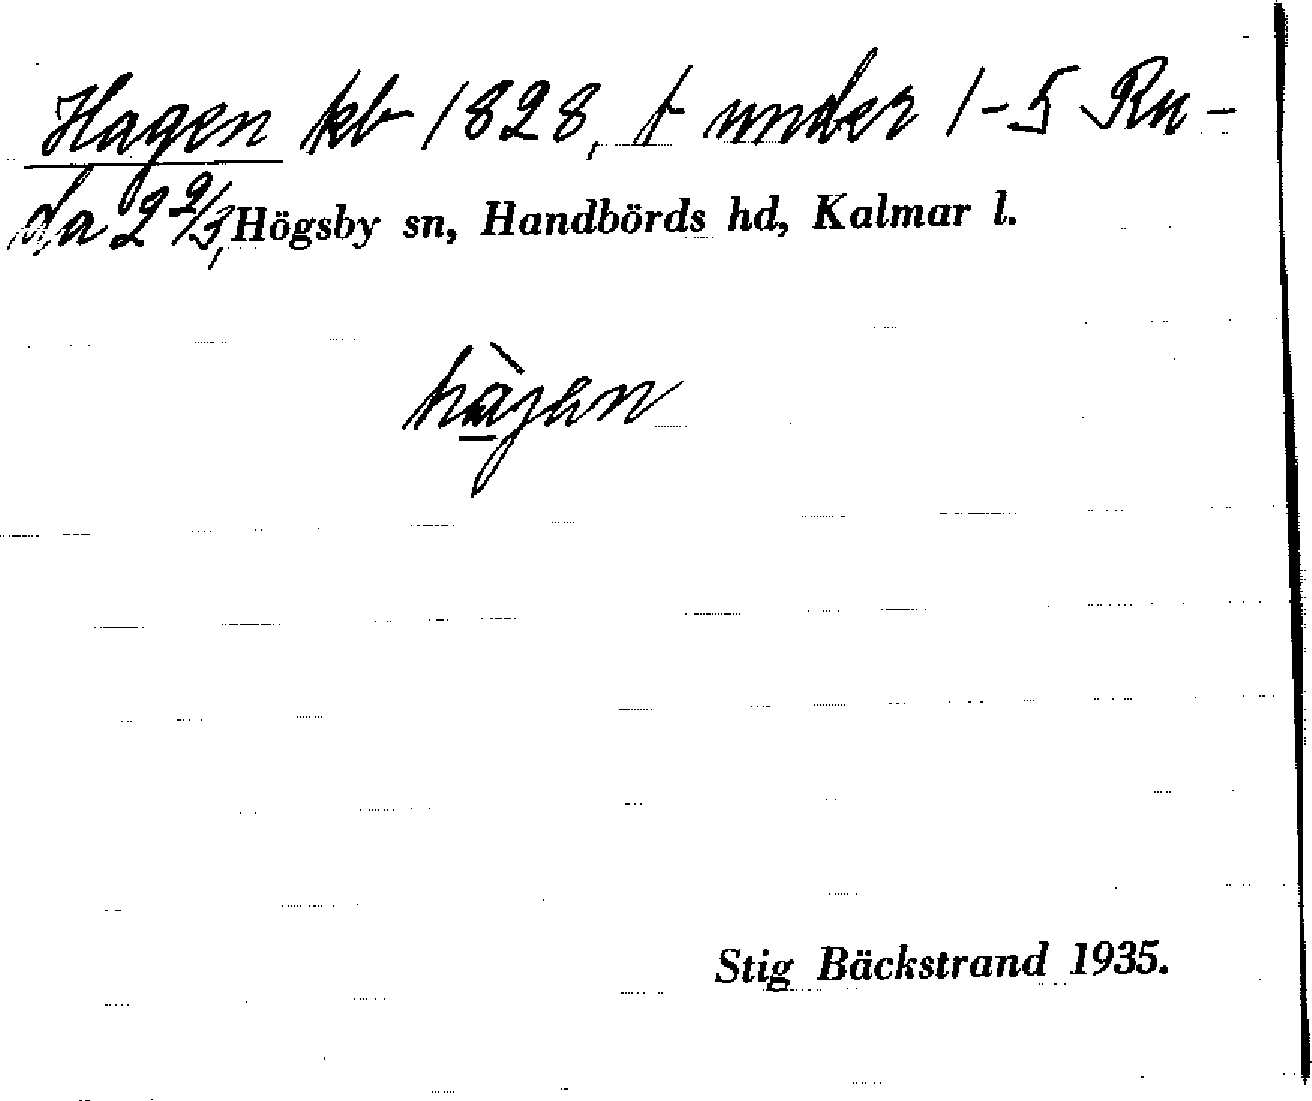 Hagen kb 1828, t under 1-5 Ru-
da 2 2/3, Högsby sn, Handbörds hd, Kalmar l.
hàgen
Stig Bäckstrand 1935.